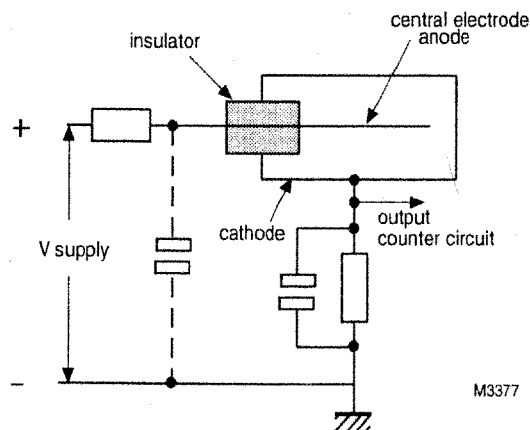 central electrode
anode
insulator
+
V supply
cathode
output
counter circuit
−
M3377